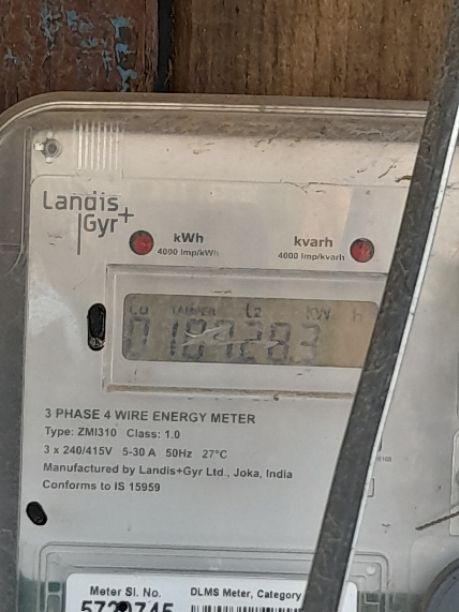 Landis
Gyr+
kWh
4000 Imp/kWh
kvarh
4000 Imp/kvarh
TAMPER kW h
3 PHASE 4 WIRE ENERGY METER
Type: ZMI310 Class: 1.0
3 x 240/415V 5-30 A 50Hz 27°C
Manufactured by Landis+Gyr Ltd., Joka, India
Conforms to IS 15959
Meter Sl. No.
DLMS Meter, Category